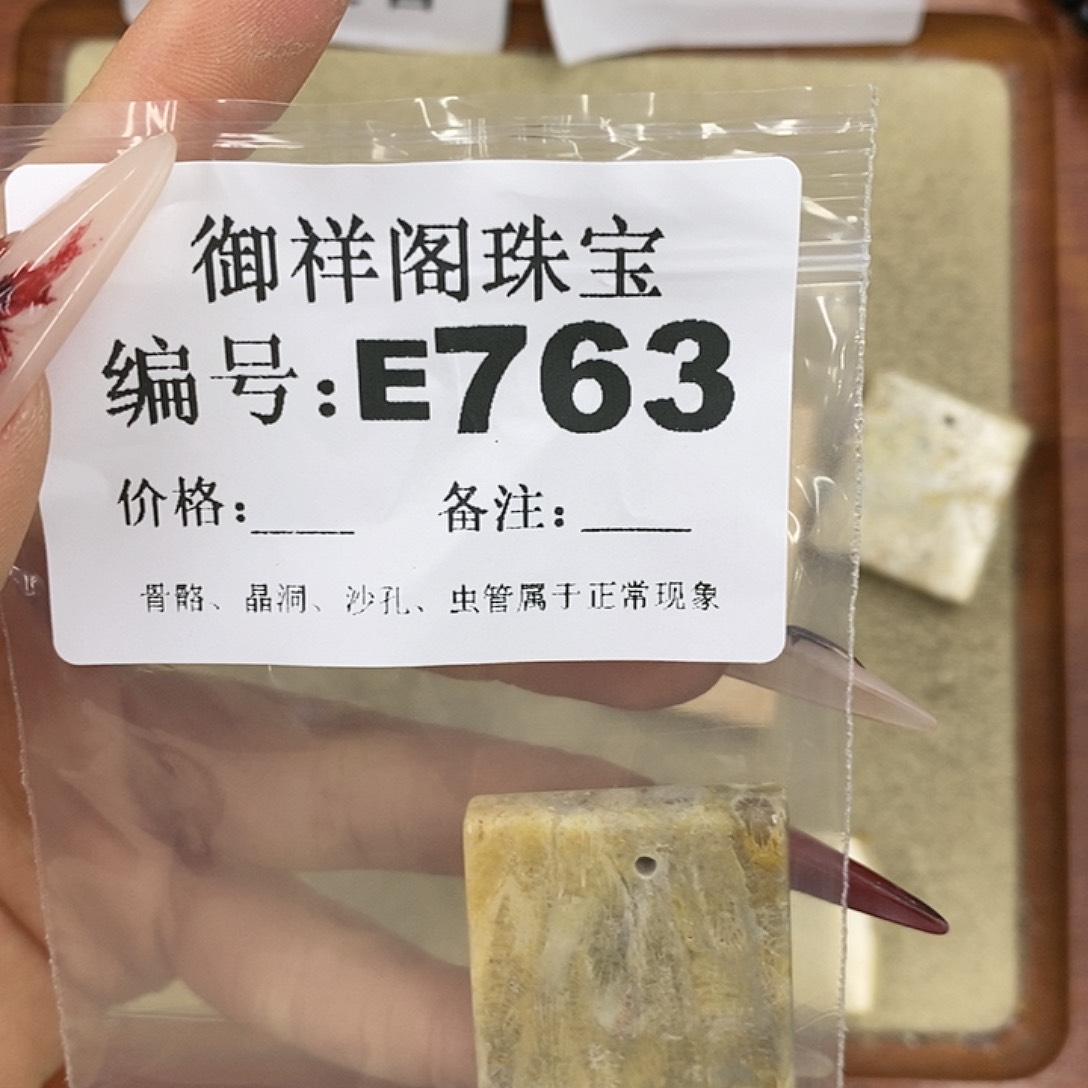 御祥阁珠宝
编号:E763
价格:____ 备注:____
骨骼、晶洞、沙孔、虫管属于正常现象